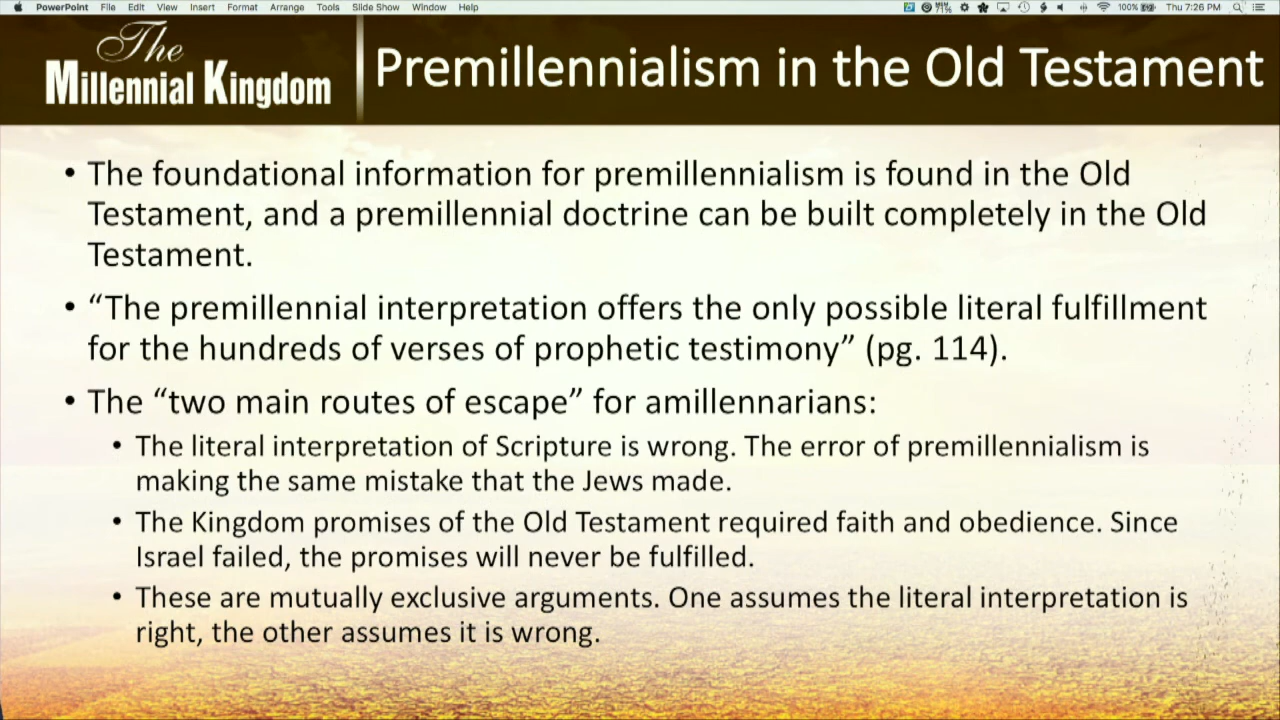 PowerPoint File Edit View Insert Format Arrange Tools Slide Show Window Help 100% Thu 7:26 PM
The
Millennial Kingdom
Premillennialism in the Old Testament
• The foundational information for premillennialism is found in the Old
Testament, and a premillennial doctrine can be built completely in the Old
Testament.
• “The premillennial interpretation offers the only possible literal fulfillment
for the hundreds of verses of prophetic testimony” (pg. 114).
• The “two main routes of escape” for amillennarians:
• The literal interpretation of Scripture is wrong. The error of premillennialism is
making the same mistake that the Jews made.
• The Kingdom promises of the Old Testament required faith and obedience. Since
Israel failed, the promises will never be fulfilled.
• These are mutually exclusive arguments. One assumes the literal interpretation is
right, the other assumes it is wrong.